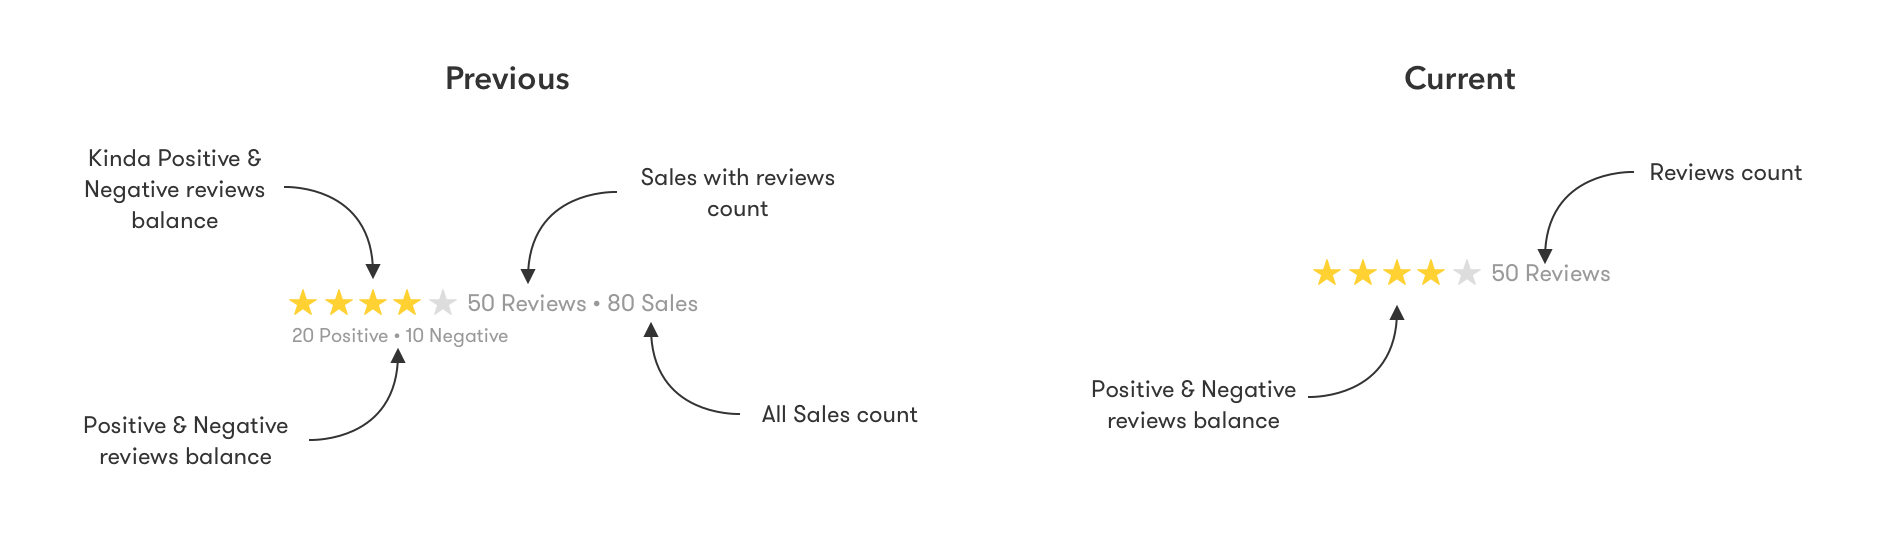 Previous
Kinda Positive &
Negative reviews
balance
Sales with reviews
count
50 Reviews • 80 Sales
20 Positive • 10 Negative
Positive & Negative
reviews balance
All Sales count
Current
Reviews count
50 Reviews
Positive & Negative
reviews balance